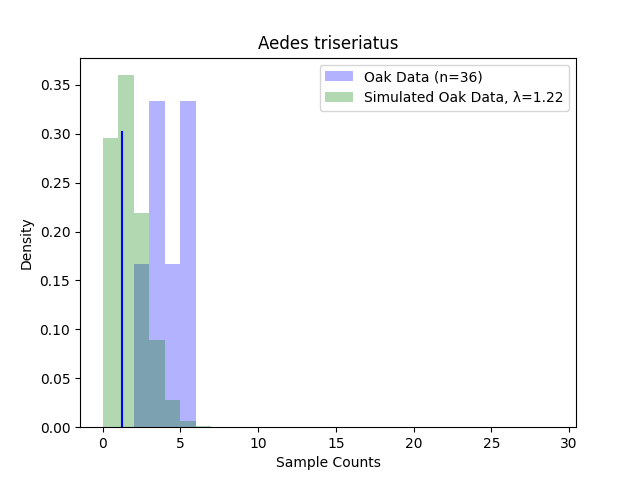 Aedes triseriatus
Oak Data (n=36)
Simulated Oak Data, λ=1.22
0.35
0.30
0.25
0.20
0.15
0.10
0.05
0.00
Density
0 5 10 15 20 25 30
Sample Counts